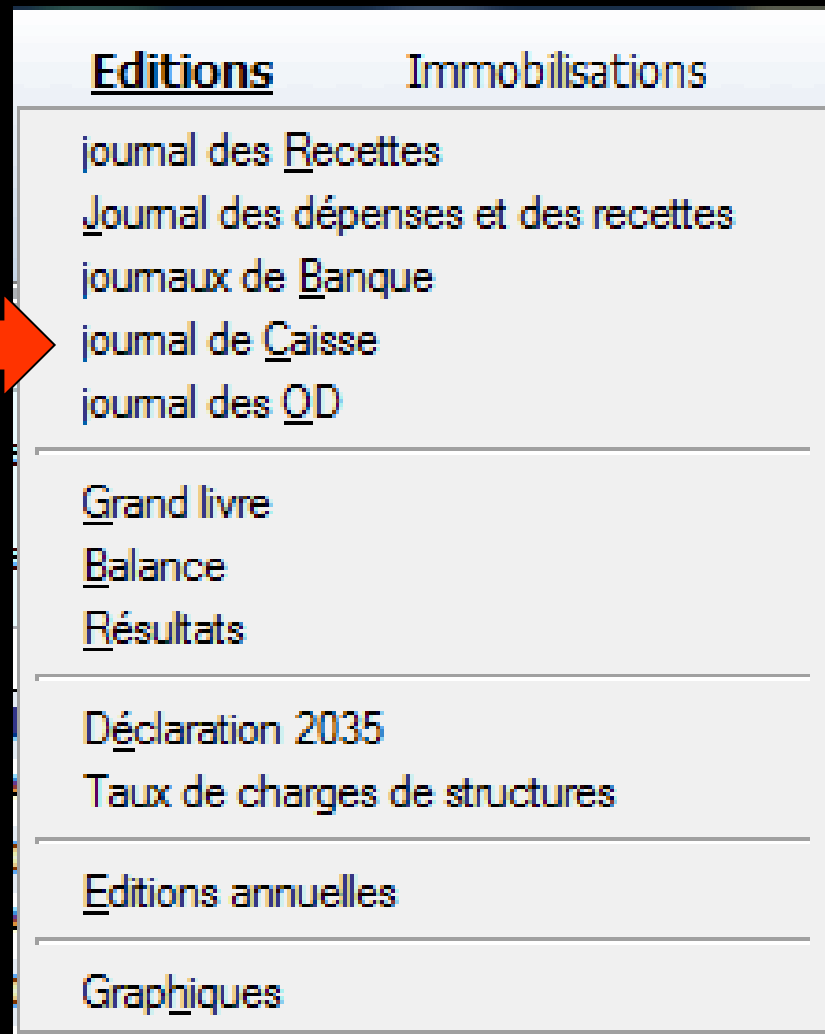 Editions Immobilisations
journal des Recettes
Journal des dépenses et des recettes
journaux de Banque
journal de Caisse
journal des OD
Grand livre
Balance
Résultats
Déclaration 2035
Taux de charges de structures
Editions annuelles
Graphiques